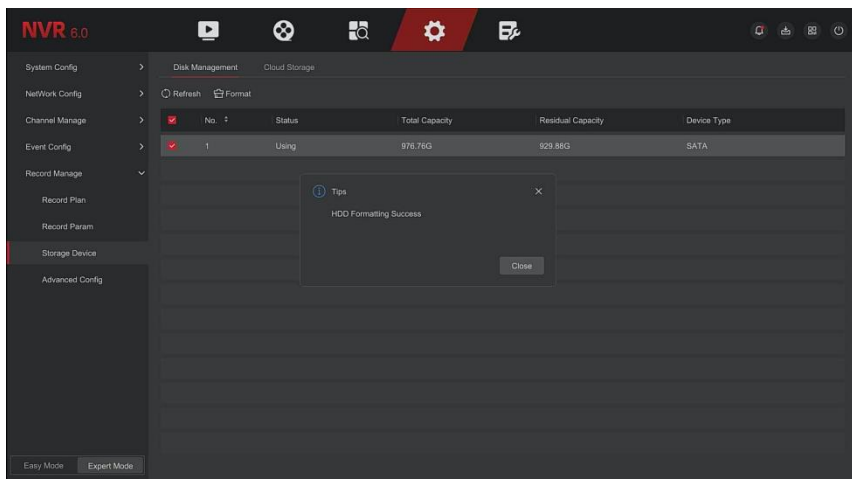 NVR 6.0
System Config
NetWork Config
Channel Manage
Event Config
Record Manage
Record Plan
Record Param
Storage Device
Advanced Config
Easy Mode Expert Mode
Disk Management Cloud Storage
Refresh Format
No. Status Total Capacity Residual Capacity Device Type
1 Using 976.76G 929.88G SATA
Tips
HDD Formatting Success
Close